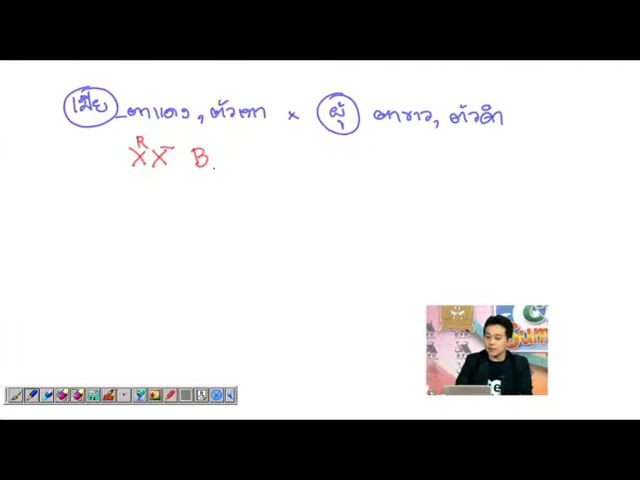 เมีย ตาแดง, ตัวเทา × ผู้ ตาขาว, ตัวดำ
XᴿX⁻ B